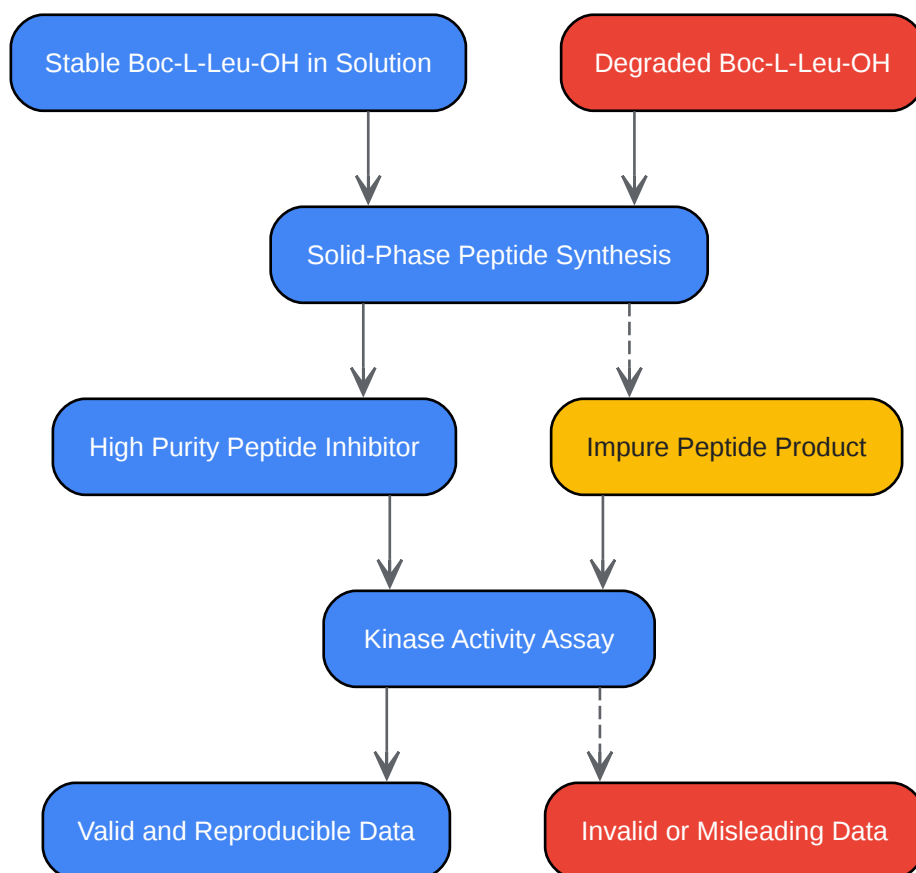 Stable Boc-L-Leu-OH in Solution
Degraded Boc-L-Leu-OH
Solid-Phase Peptide Synthesis
High Purity Peptide Inhibitor
Impure Peptide Product
Kinase Activity Assay
Valid and Reproducible Data
Invalid or Misleading Data